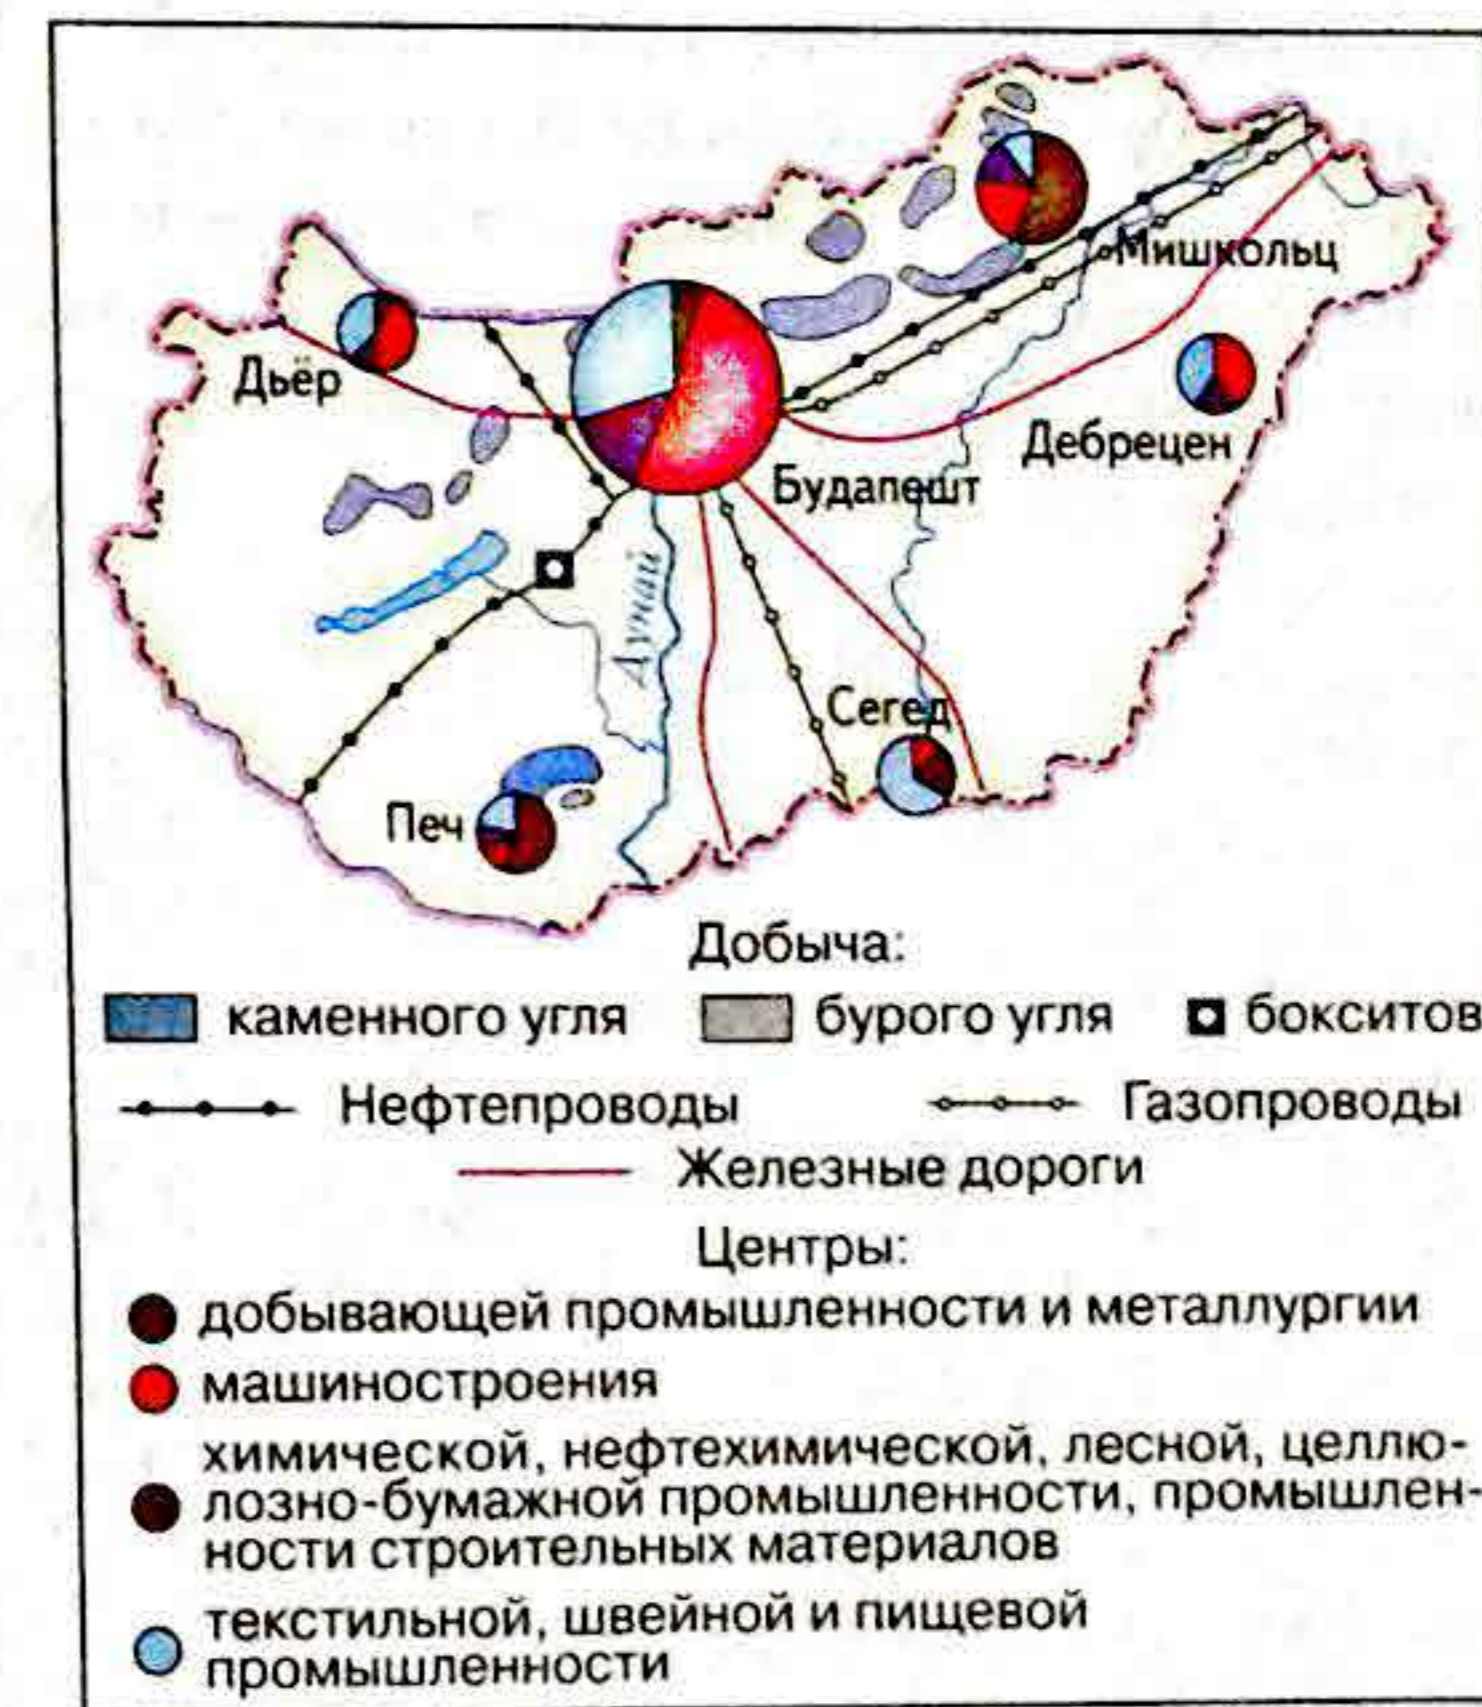 Мишкольц
Дьёр
Дебрецен
Будапешт
Дунай
Сегед
Печ
Добыча:
каменного угля
бурого угля
бокситов
Нефтепроводы
Газопроводы
Железные дороги
Центры:
добывающей промышленности и металлургии
машиностроения
химической, нефтехимической, лесной, целлю-
лозно-бумажной промышленности, промышлен-
ности строительных материалов
текстильной, швейной и пищевой
промышленности